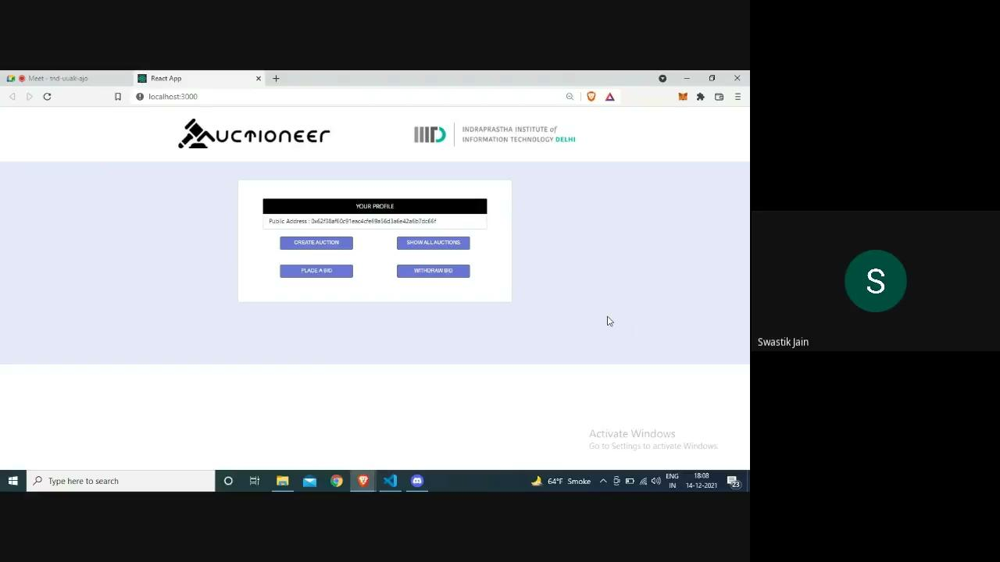 Meet - tnd-uuak-ajo
React App
localhost:3000
AUCTIONEER
INDRAPRASTHA INSTITUTE of
INFORMATION TECHNOLOGY DELHI
YOUR PROFILE
Public Address : 0x62f38af60c91eac4cfe69a56d3a6e42a6b7dc66f
CREATE AUCTION
SHOW ALL AUCTIONS
PLACE A BID
WITHDRAW BID
S
Swastik Jain
Activate Windows
Go to Settings to activate Windows.
Type here to search
64°F Smoke
ENG
IN
18:08
14-12-2021
23